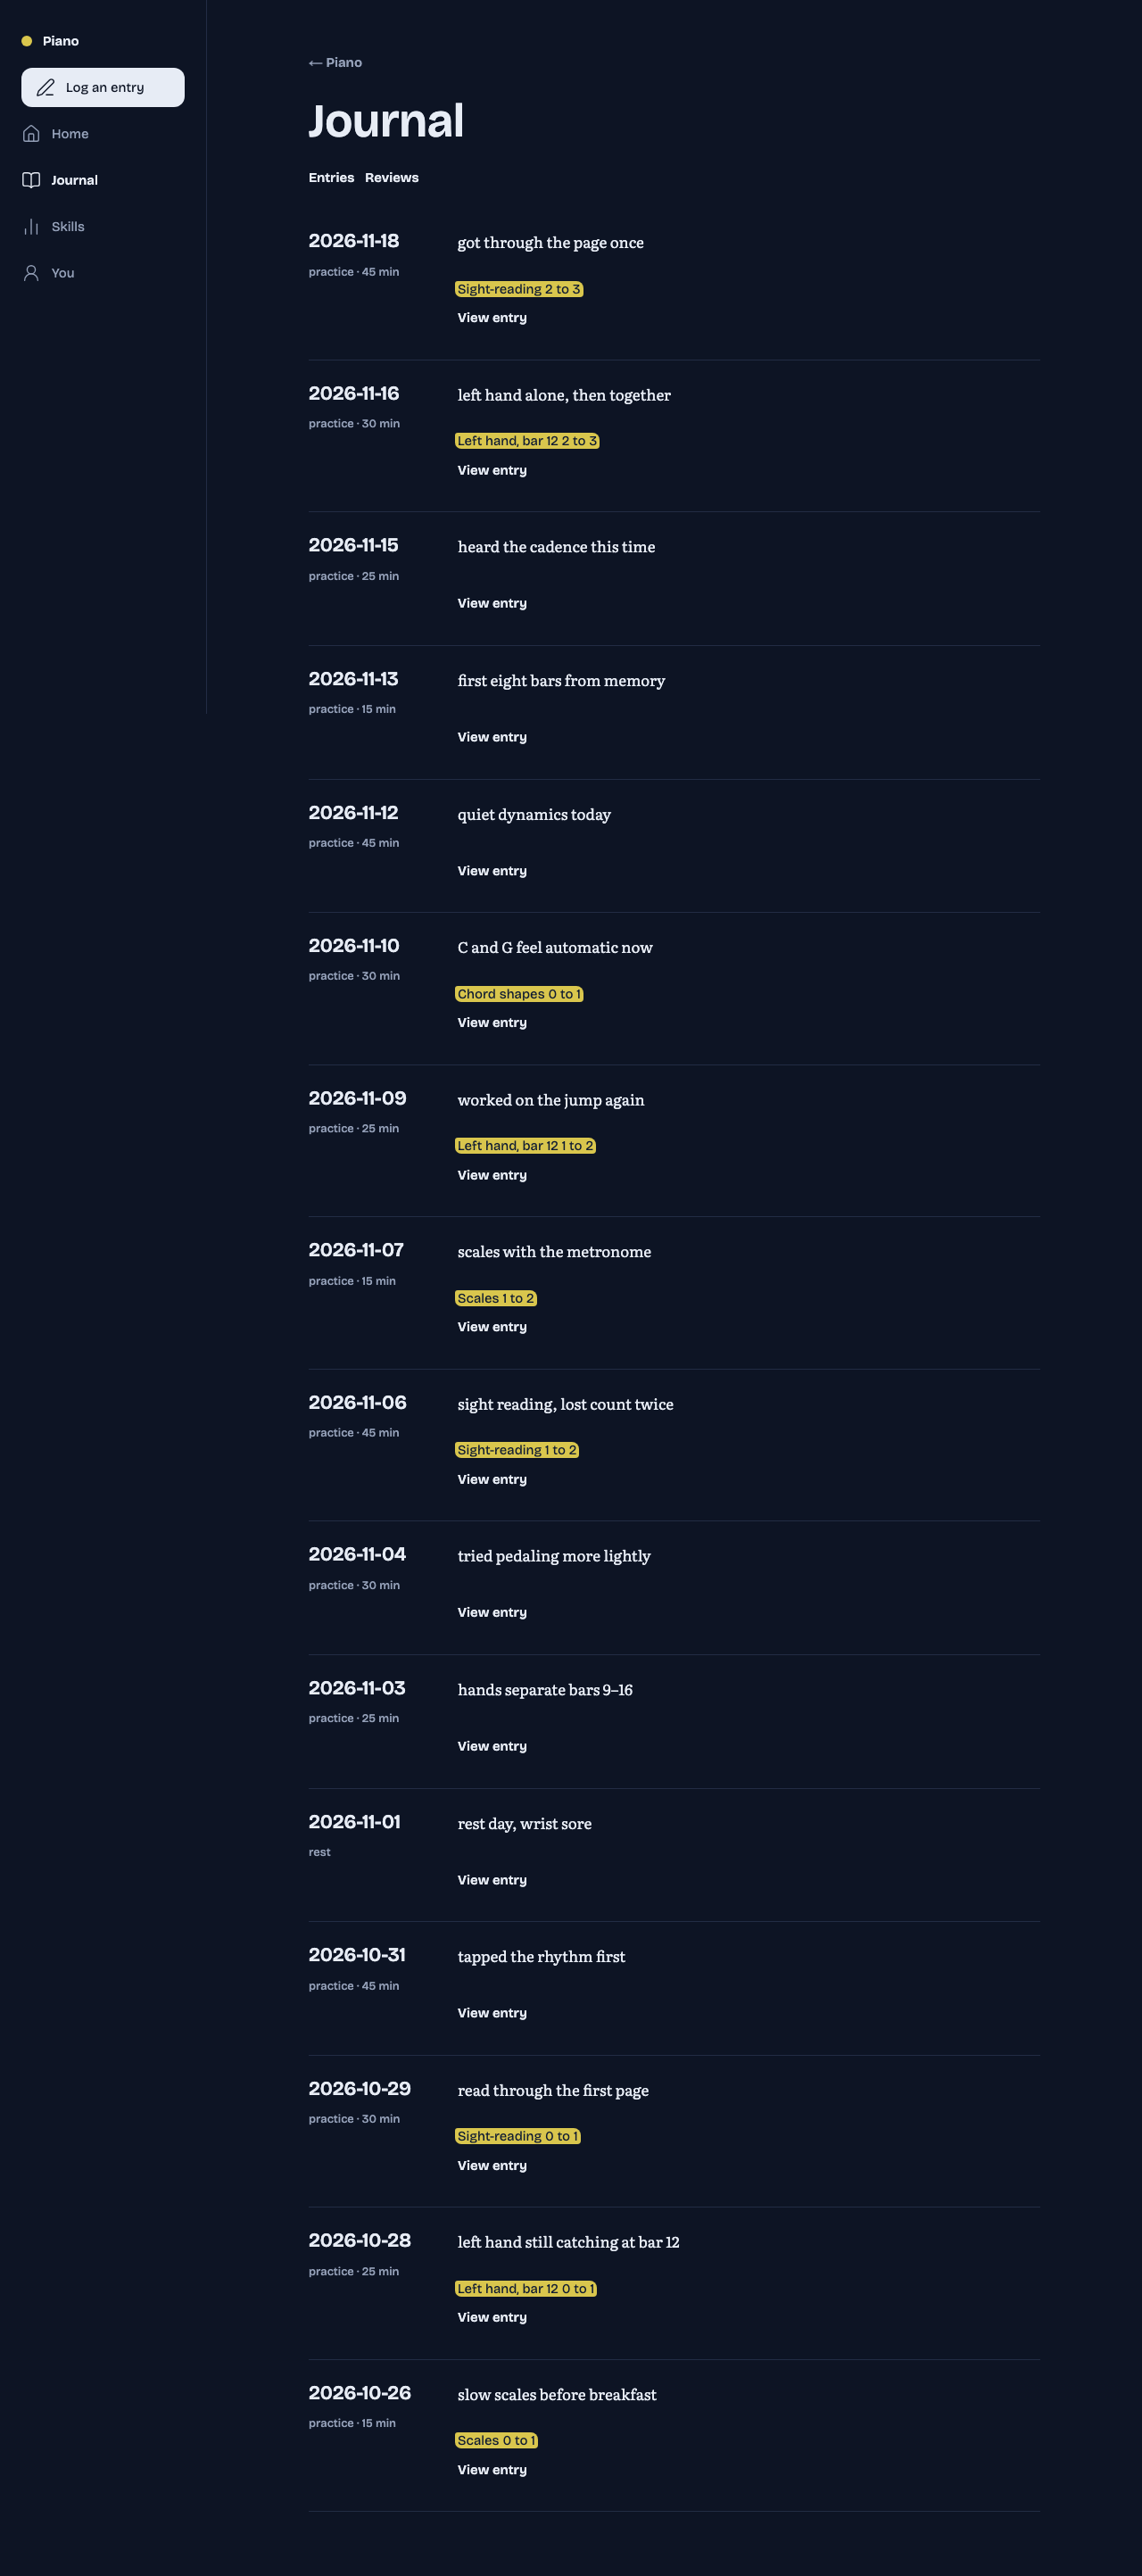 Piano
Log an entry
Home
Journal
Skills
You
← Piano
Journal
Entries Reviews
2026-11-18
practice · 45 min
got through the page once
Sight-reading 2 to 3
View entry
2026-11-16
practice · 30 min
left hand alone, then together
Left hand, bar 12 2 to 3
View entry
2026-11-15
practice · 25 min
heard the cadence this time
View entry
2026-11-13
practice · 15 min
first eight bars from memory
View entry
2026-11-12
practice · 45 min
quiet dynamics today
View entry
2026-11-10
practice · 30 min
C and G feel automatic now
Chord shapes 0 to 1
View entry
2026-11-09
practice · 25 min
worked on the jump again
Left hand, bar 12 1 to 2
View entry
2026-11-07
practice · 15 min
scales with the metronome
Scales 1 to 2
View entry
2026-11-06
practice · 45 min
sight reading, lost count twice
Sight-reading 1 to 2
View entry
2026-11-04
practice · 30 min
tried pedaling more lightly
View entry
2026-11-03
practice · 25 min
hands separate bars 9–16
View entry
2026-11-01
rest
rest day, wrist sore
View entry
2026-10-31
practice · 45 min
tapped the rhythm first
View entry
2026-10-29
practice · 30 min
read through the first page
Sight-reading 0 to 1
View entry
2026-10-28
practice · 25 min
left hand still catching at bar 12
Left hand, bar 12 0 to 1
View entry
2026-10-26
practice · 15 min
slow scales before breakfast
Scales 0 to 1
View entry